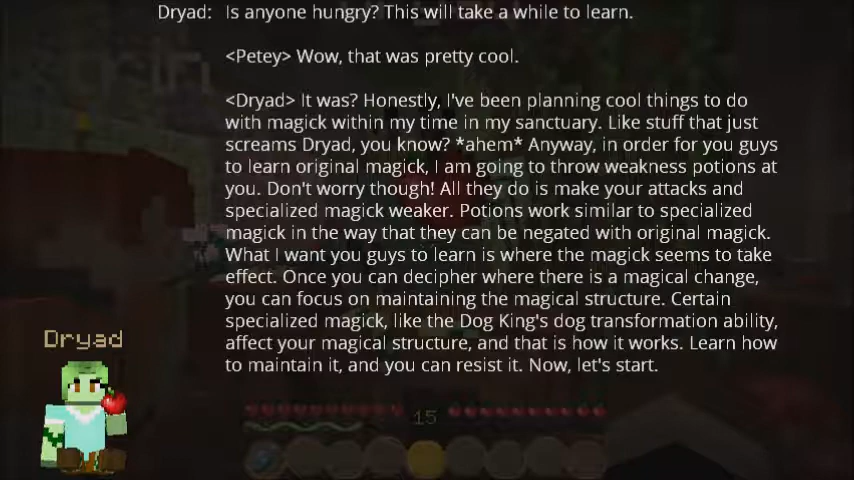 Dryad: Is anyone hungry? This will take a while to learn.
<Petey> Wow, that was pretty cool.
<Dryad> It was? Honestly, I've been planning cool things to do
with magick within my time in my sanctuary. Like stuff that just
screams Dryad, you know? *ahem* Anyway, in order for you guys
to learn original magick, I am going to throw weakness potions at
you. Don't worry though! All they do is make your attacks and
specialized magick weaker. Potions work similar to specialized
magick in the way that they can be negated with original magick.
What I want you guys to learn is where the magick seems to take
effect. Once you can decipher where there is a magical change,
you can focus on maintaining the magical structure. Certain
specialized magick, like the Dog King's dog transformation ability,
affect your magical structure, and that is how it works. Learn how
to maintain it, and you can resist it. Now, let's start.
Dryad
15